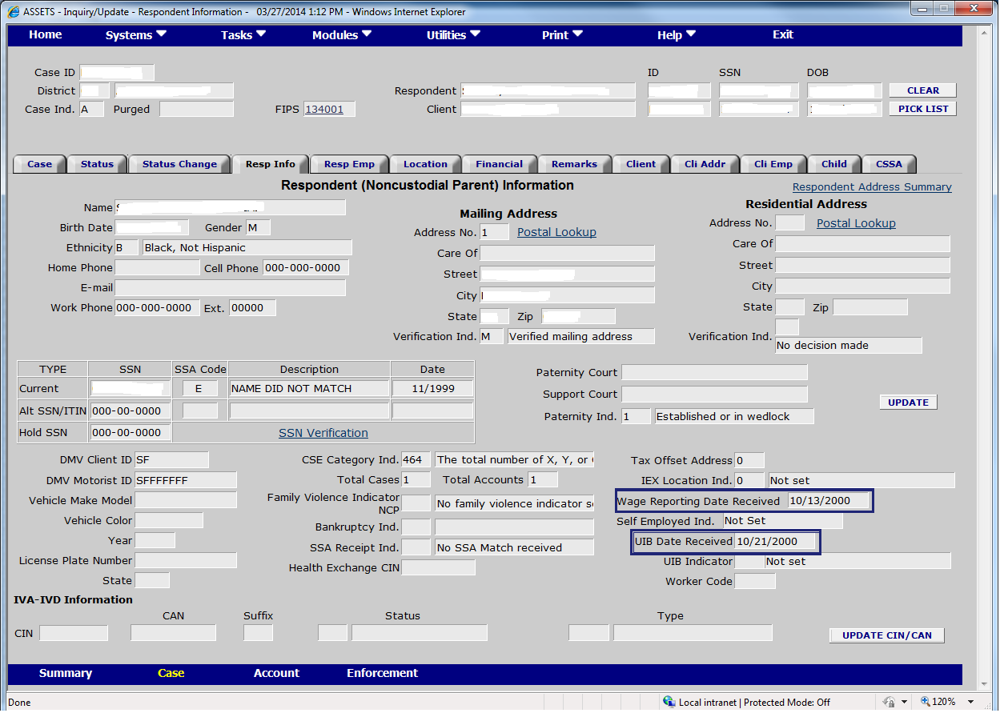 ASSETS - Inquiry/Update - Respondent Information -   03/27/2014 1:12 PM - Windows Internet Explorer
Home Systems Tasks Modules Utilities Print Help Exit
Case ID ID SSN DOB
District Respondent CLEAR
Case Ind. A Purged FIPS 134001 Client PICK LIST
Case Status Status Change Resp Info Resp Emp Location Financial Remarks Client Cli Addr Cli Emp Child CSSA
Respondent (Noncustodial Parent) Information
Respondent Address Summary
Name
Birth Date Gender M
Ethnicity B Black, Not Hispanic
Home Phone Cell Phone 000-000-0000
E-mail
Work Phone 000-000-0000 Ext. 00000
Mailing Address
Address No. 1 Postal Lookup
Care Of
Street
City
State Zip
Verification Ind. M Verified mailing address
Residential Address
Address No. Postal Lookup
Care Of
Street
City
State Zip
Verification Ind.
No decision made
TYPE SSN SSA Code Description Date
Current E NAME DID NOT MATCH 11/1999
Alt SSN/ITIN 000-00-0000
Hold SSN 000-00-0000 SSN Verification
Paternity Court
Support Court
Paternity Ind. 1 Established or in wedlock
UPDATE
DMV Client ID SF
DMV Motorist ID SFFFFFFF
Vehicle Make Model
Vehicle Color
Year
License Plate Number
State
CSE Category Ind. 464 The total number of X, Y, or
Total Cases 1 Total Accounts 1
Family Violence Indicator
NCP No family violence indicator
Bankruptcy Ind.
SSA Receipt Ind. No SSA Match received
Health Exchange CIN
Tax Offset Address 0
IEX Location Ind. 0 Not set
Wage Reporting Date Received 10/13/2000
Self Employed Ind. Not Set
UIB Date Received 10/21/2000
UIB Indicator Not set
Worker Code
IVA-IVD Information
CAN Suffix Status Type
CIN UPDATE CIN/CAN
Summary Case Account Enforcement
Done Local intranet | Protected Mode: Off 120%